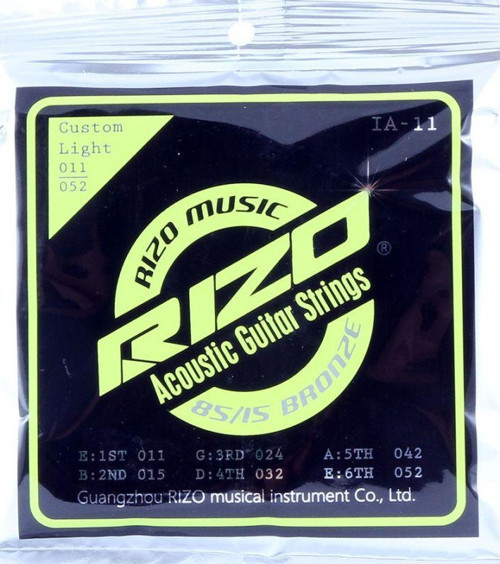 Custom
Light
011
052
IA-11
RIZO MUSIC
RIZO ®
Acoustic Guitar Strings
85/15 BRONZE
E:1ST 011 G:3RD 024 A:5TH 042
B:2ND 015 D:4TH 032 E:6TH 052
Guangzhou RIZO musical instrument Co., Ltd.